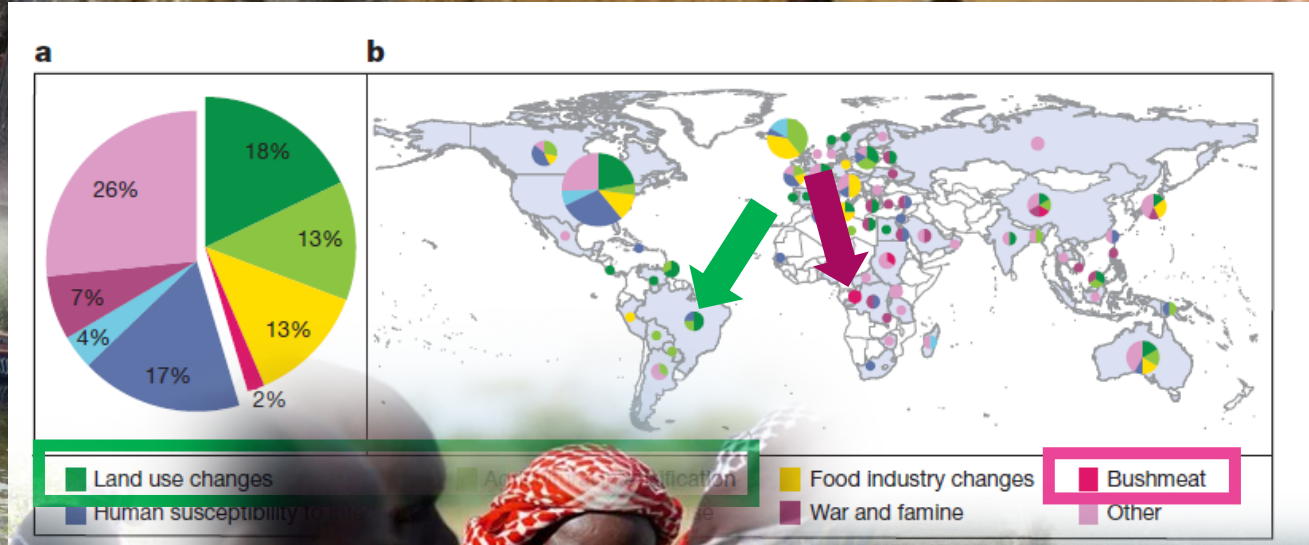 a
b
18%
26%
13%
7%
13%
4%
17%
2%
Land use changes
Food industry changes
Bushmeat
Human susceptibility to
War and famine
Other